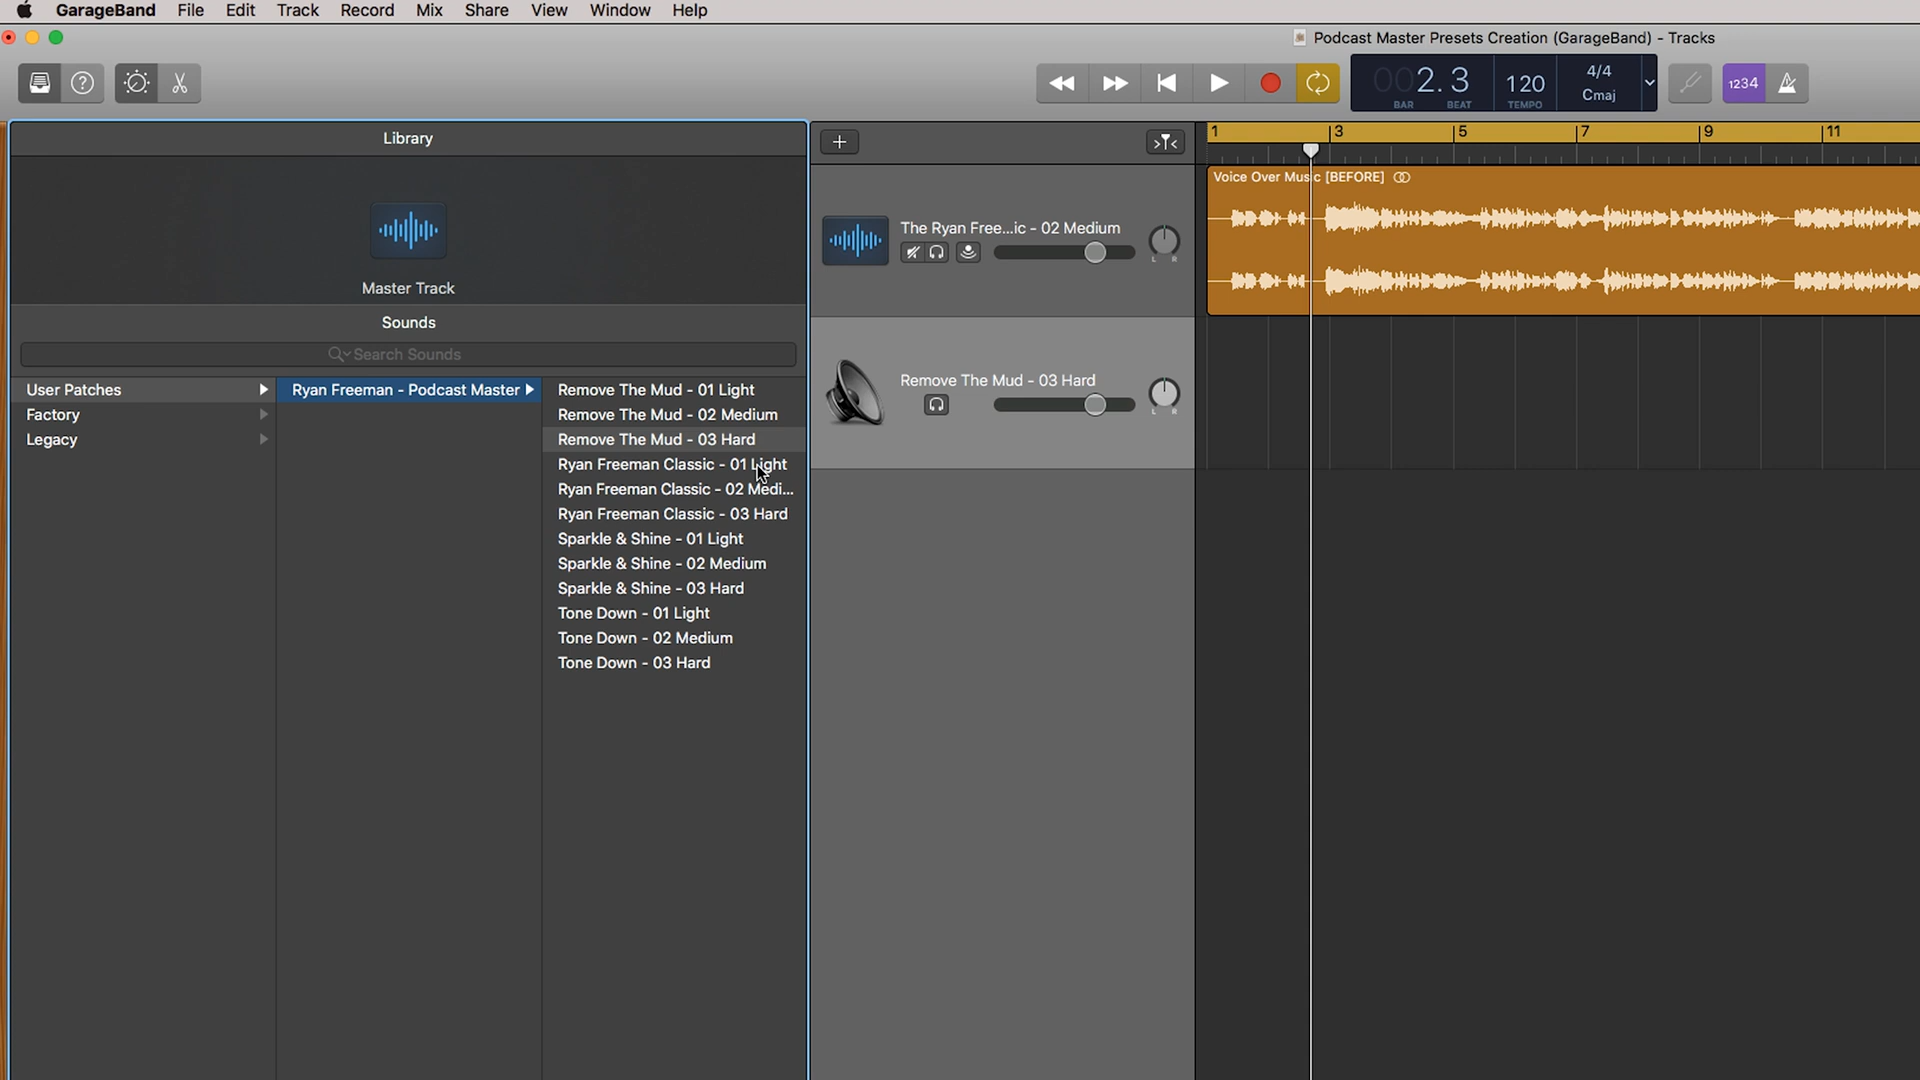 GarageBand File Edit Track Record Mix Share View Window Help
Podcast Master Presets Creation (GarageBand) - Tracks
002.3 120 4/4
Cmaj
BAR BEAT TEMPO
1234
Library
1 3 5 7 9 11
Voice Over Music [BEFORE]
The Ryan Free...ic - 02 Medium
L R
Master Track
Sounds
Search Sounds
Remove The Mud - 03 Hard
L R
User Patches
Factory
Legacy
Ryan Freeman - Podcast Master
Remove The Mud - 01 Light
Remove The Mud - 02 Medium
Remove The Mud - 03 Hard
Ryan Freeman Classic - 01 Light
Ryan Freeman Classic - 02 Medi...
Ryan Freeman Classic - 03 Hard
Sparkle & Shine - 01 Light
Sparkle & Shine - 02 Medium
Sparkle & Shine - 03 Hard
Tone Down - 01 Light
Tone Down - 02 Medium
Tone Down - 03 Hard